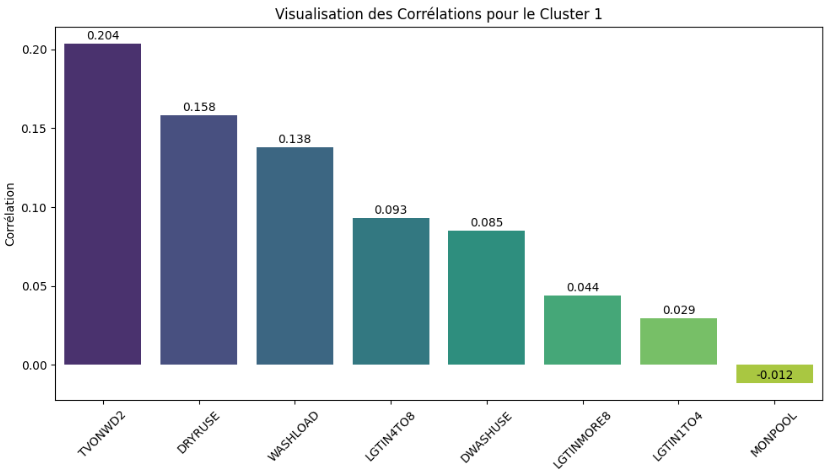 Visualisation des Corrélations pour le Cluster 1
Corrélation
0.20
0.15
0.10
0.05
0.00
0.204
0.158
0.138
0.093
0.085
0.044
0.029
-0.012
TVONWD2
DRYRUSE
WASHLOAD
LGTIN4TO8
DWASHUSE
LGTINMORE8
LGTIN1TO4
MONPOOL